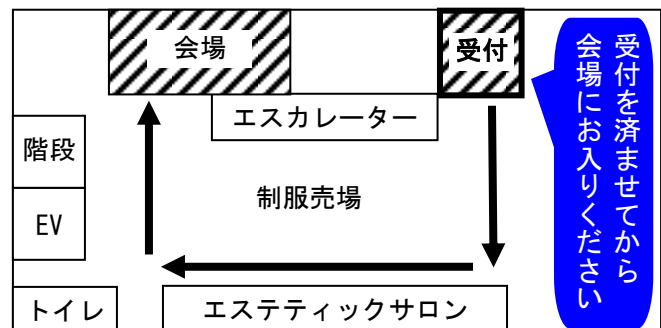 会場
受付
エスカレーター
階段
EV
制服売場
トイレ
エステティックサロン
受付を済ませてから
会場にお入りください